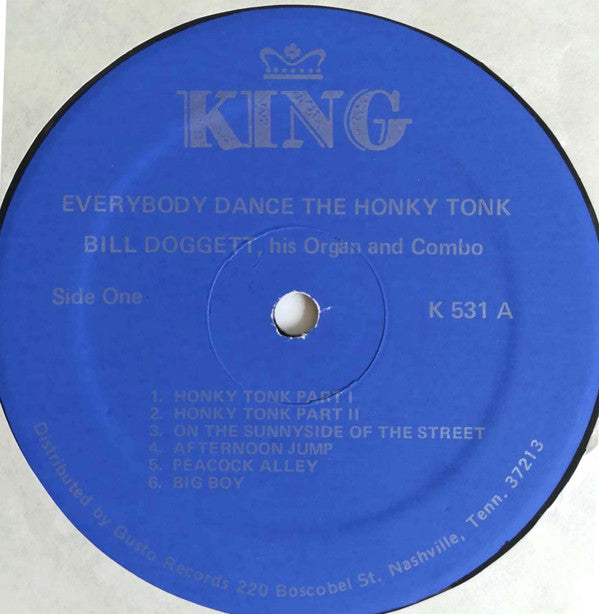 KING
EVERYBODY DANCE THE HONKY TONK
BILL DOGGETT, his Organ and Combo
Side One
K 531 A
1. HONKY TONK PART I
2. HONKY TONK PART II
3. ON THE SUNNYSIDE OF THE STREET
4. AFTERNOON JUMP
5. PEACOCK ALLEY
6. BIG BOY
Distributed by Gusto Records 220 Boscobel St. Nashville, Tenn. 37213